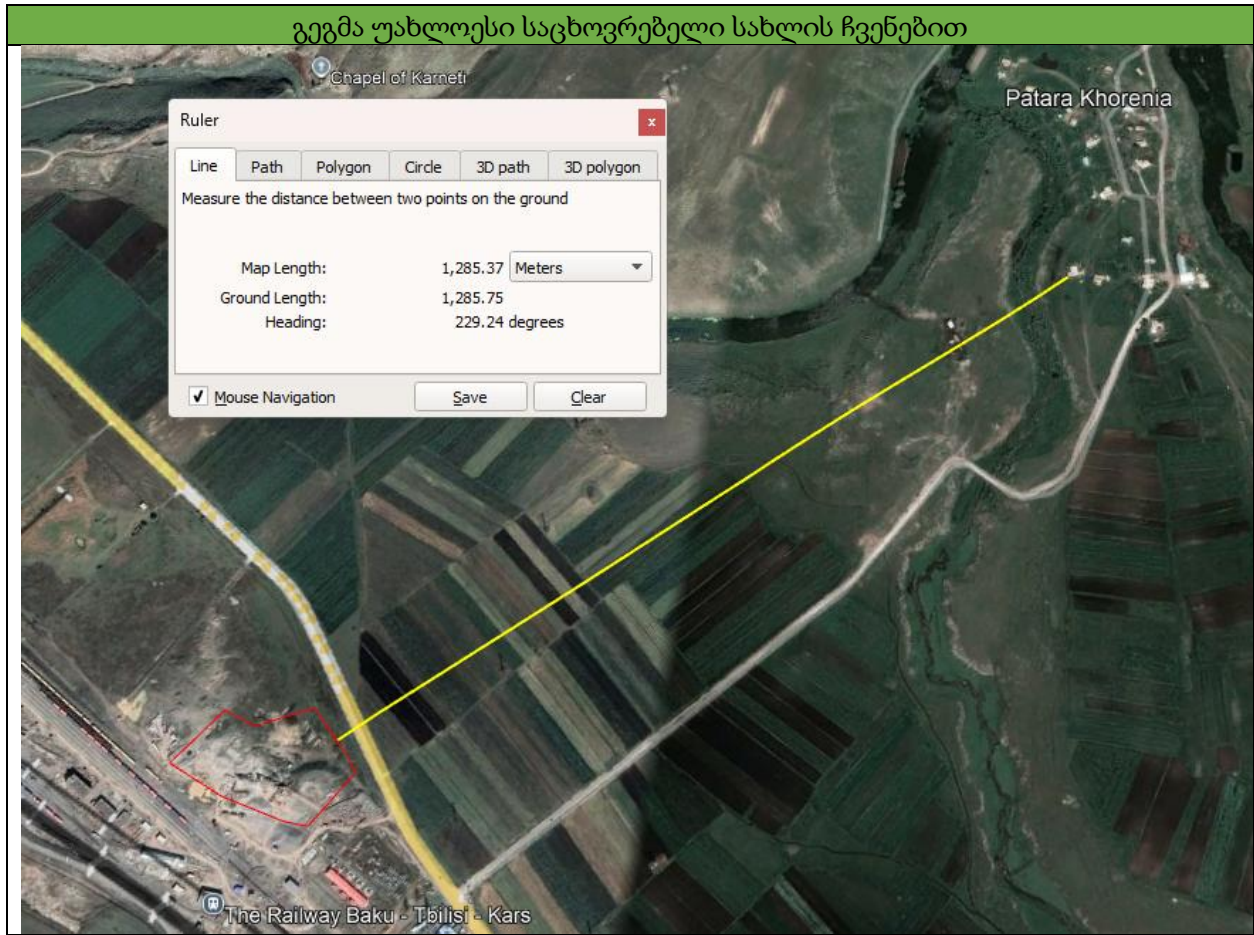 გეგმა უახლოესი საცხოვრებელი სახლის ჩვენებით
Chapel of Karneti
Patara Khorenia
Ruler
x
Line Path Polygon Circle 3D path 3D polygon
Measure the distance between two points on the ground
Map Length: 1,285.37 Meters
Ground Length: 1,285.75
Heading: 229.24 degrees
Mouse Navigation Save Clear
The Railway Baku - Tbilisi - Kars